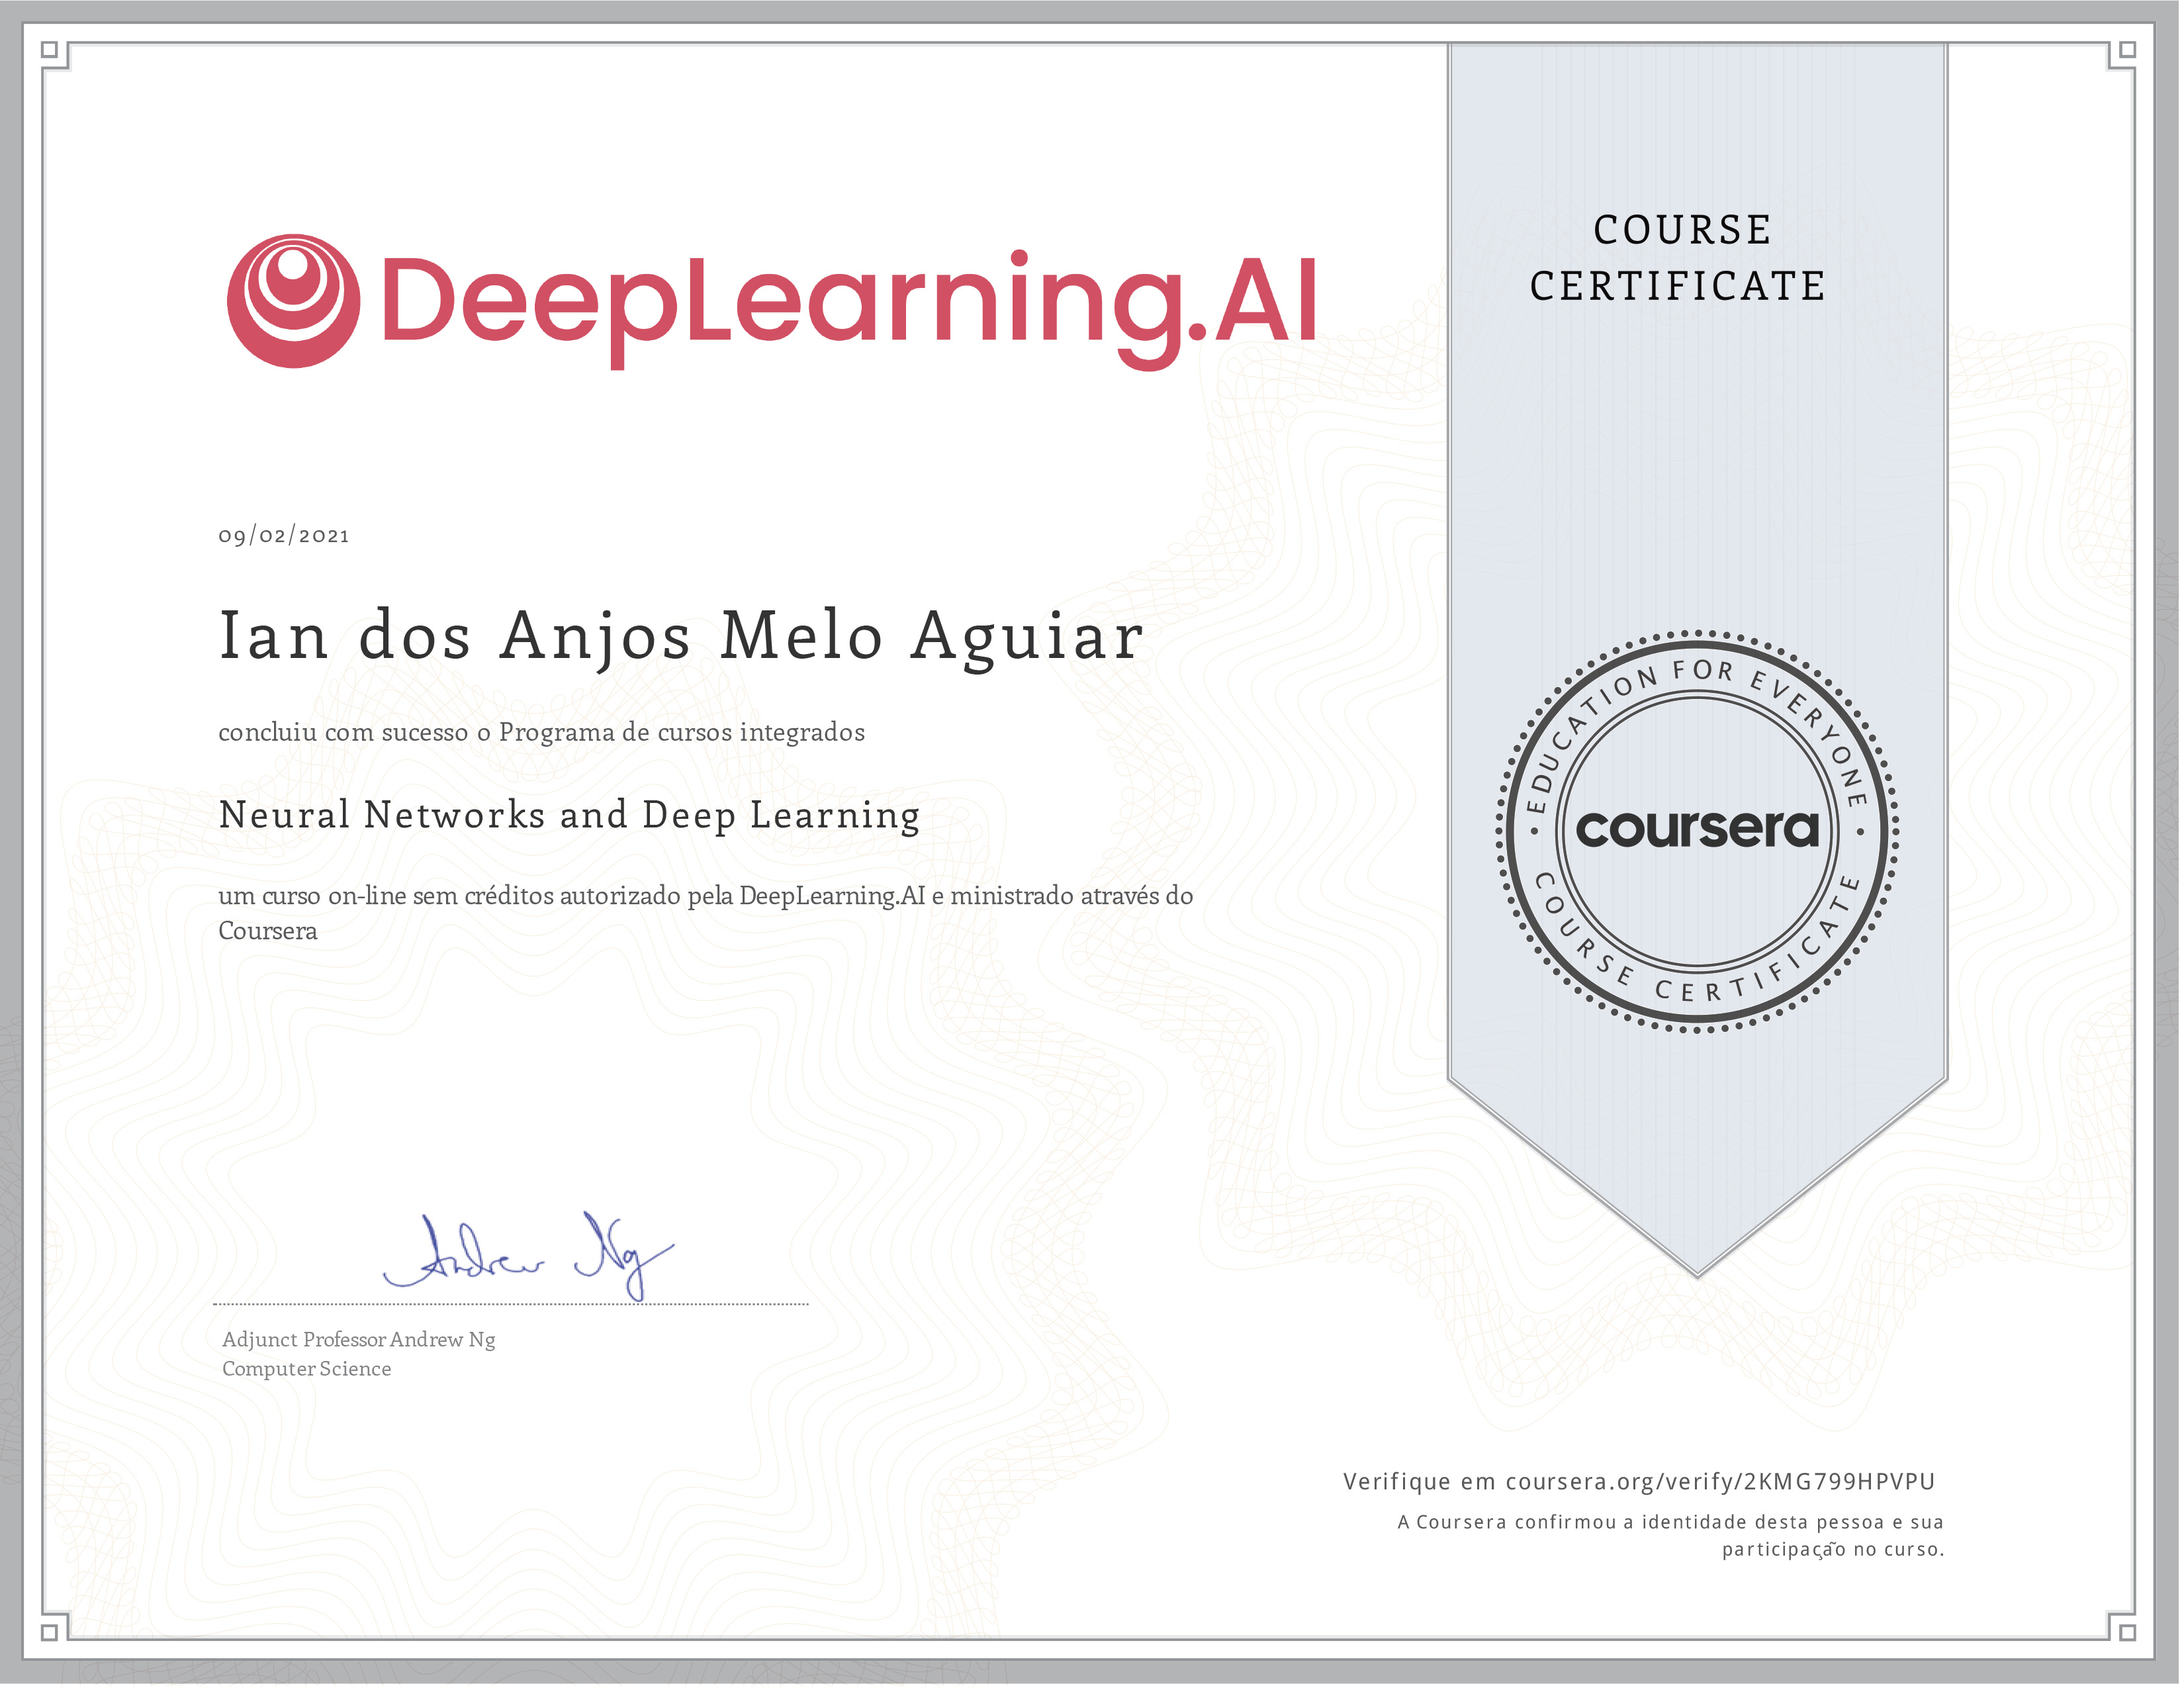 DeepLearning.AI
COURSE
CERTIFICATE
09/02/2021
Ian dos Anjos Melo Aguiar
concluiu com sucesso o Programa de cursos integrados
Neural Networks and Deep Learning
um curso on-line sem créditos autorizado pela DeepLearning.AI e ministrado através do
Coursera
EDUCATION FOR EVERYONE
coursera
COURSE CERTIFICATE
Andrew Ng
Adjunct Professor Andrew Ng
Computer Science
Verifique em coursera.org/verify/2KMG799HPVPU
A Coursera confirmou a identidade desta pessoa e sua
participação no curso.